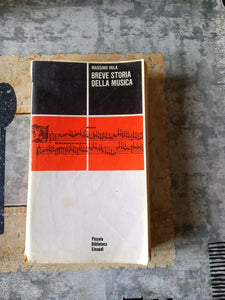 MASSIMO MILA
BREVE STORIA
DELLA MUSICA
Piccola
Biblioteca
Einaudi